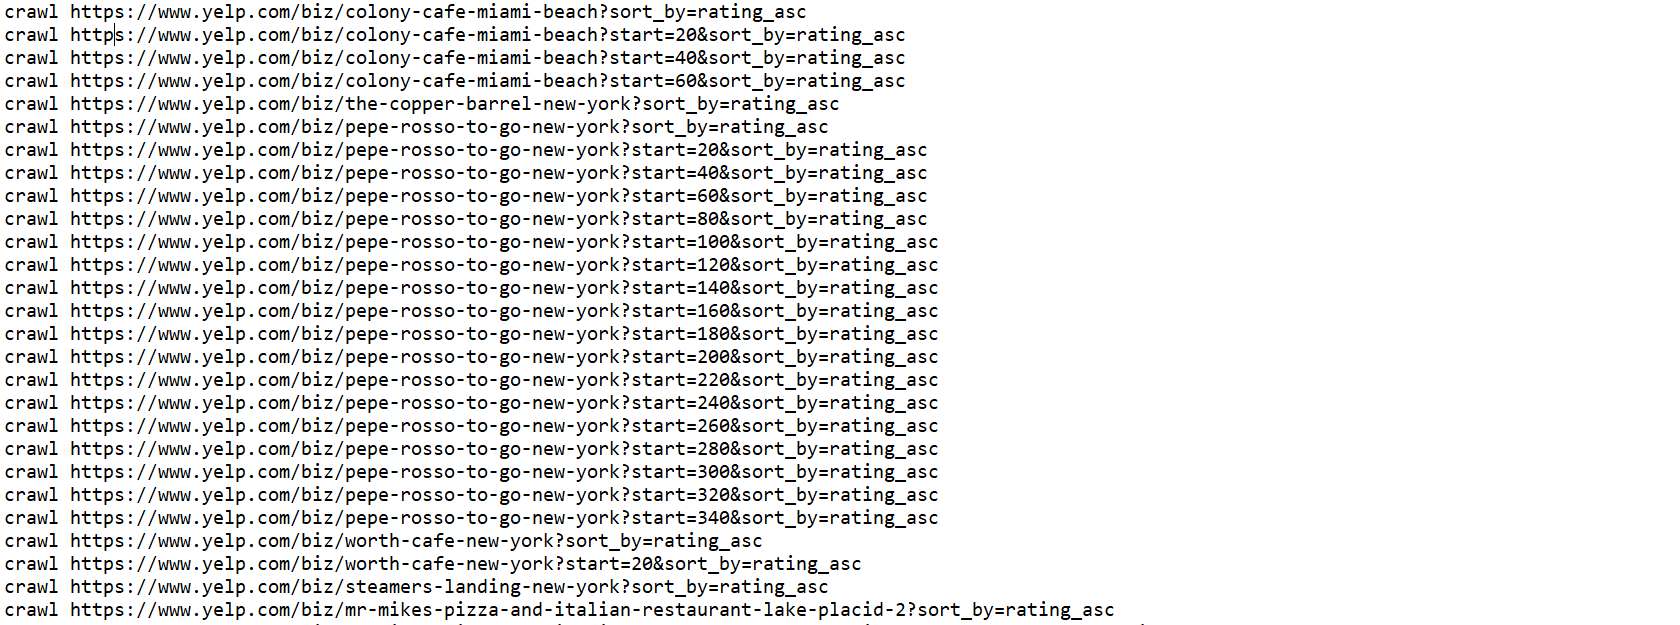 crawl https://www.yelp.com/biz/colony-cafe-miami-beach?sort_by=rating_asc
crawl https://www.yelp.com/biz/colony-cafe-miami-beach?start=20&sort_by=rating_asc
crawl https://www.yelp.com/biz/colony-cafe-miami-beach?start=40&sort_by=rating_asc
crawl https://www.yelp.com/biz/colony-cafe-miami-beach?start=60&sort_by=rating_asc
crawl https://www.yelp.com/biz/the-copper-barrel-new-york?sort_by=rating_asc
crawl https://www.yelp.com/biz/pepe-rosso-to-go-new-york?sort_by=rating_asc
crawl https://www.yelp.com/biz/pepe-rosso-to-go-new-york?start=20&sort_by=rating_asc
crawl https://www.yelp.com/biz/pepe-rosso-to-go-new-york?start=40&sort_by=rating_asc
crawl https://www.yelp.com/biz/pepe-rosso-to-go-new-york?start=60&sort_by=rating_asc
crawl https://www.yelp.com/biz/pepe-rosso-to-go-new-york?start=80&sort_by=rating_asc
crawl https://www.yelp.com/biz/pepe-rosso-to-go-new-york?start=100&sort_by=rating_asc
crawl https://www.yelp.com/biz/pepe-rosso-to-go-new-york?start=120&sort_by=rating_asc
crawl https://www.yelp.com/biz/pepe-rosso-to-go-new-york?start=140&sort_by=rating_asc
crawl https://www.yelp.com/biz/pepe-rosso-to-go-new-york?start=160&sort_by=rating_asc
crawl https://www.yelp.com/biz/pepe-rosso-to-go-new-york?start=180&sort_by=rating_asc
crawl https://www.yelp.com/biz/pepe-rosso-to-go-new-york?start=200&sort_by=rating_asc
crawl https://www.yelp.com/biz/pepe-rosso-to-go-new-york?start=220&sort_by=rating_asc
crawl https://www.yelp.com/biz/pepe-rosso-to-go-new-york?start=240&sort_by=rating_asc
crawl https://www.yelp.com/biz/pepe-rosso-to-go-new-york?start=260&sort_by=rating_asc
crawl https://www.yelp.com/biz/pepe-rosso-to-go-new-york?start=280&sort_by=rating_asc
crawl https://www.yelp.com/biz/pepe-rosso-to-go-new-york?start=300&sort_by=rating_asc
crawl https://www.yelp.com/biz/pepe-rosso-to-go-new-york?start=320&sort_by=rating_asc
crawl https://www.yelp.com/biz/pepe-rosso-to-go-new-york?start=340&sort_by=rating_asc
crawl https://www.yelp.com/biz/worth-cafe-new-york?sort_by=rating_asc
crawl https://www.yelp.com/biz/worth-cafe-new-york?start=20&sort_by=rating_asc
crawl https://www.yelp.com/biz/steamers-landing-new-york?sort_by=rating_asc
crawl https://www.yelp.com/biz/mr-mikes-pizza-and-italian-restaurant-lake-placid-2?sort_by=rating_asc